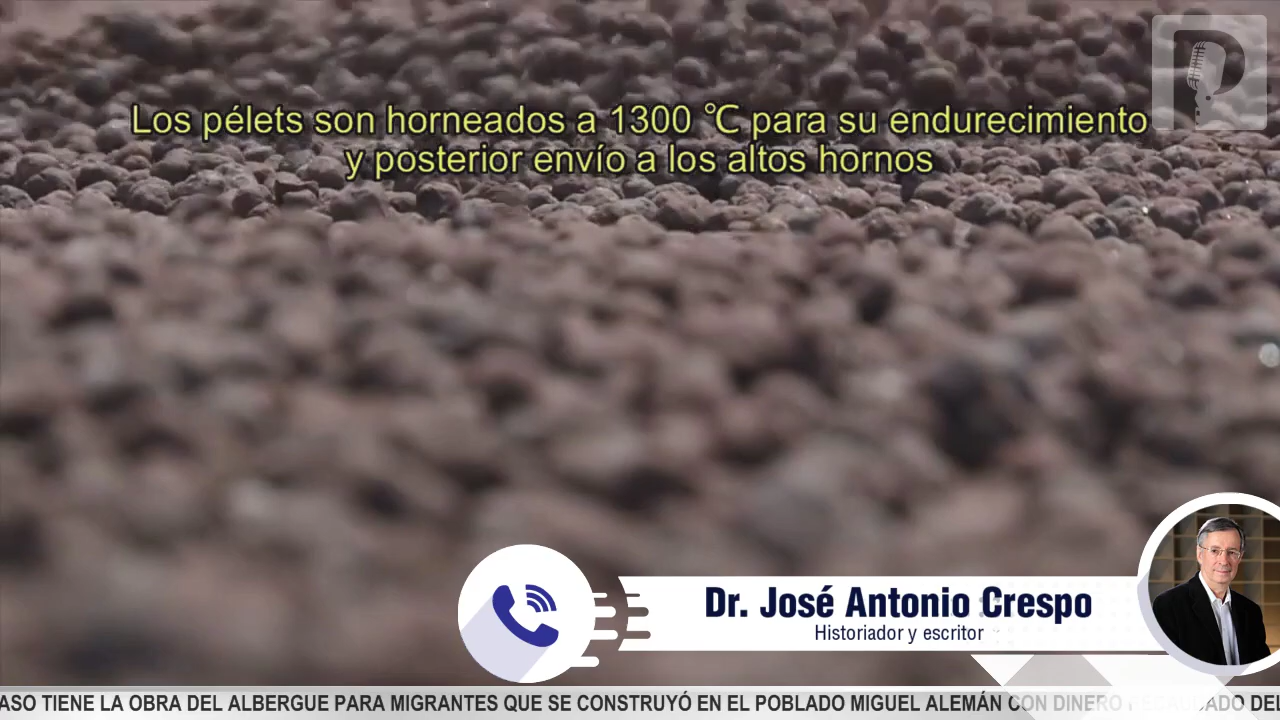 Los pélets son horneados a 1300 ℃ para su endurecimiento
y posterior envío a los altos hornos
Dr. José Antonio Crespo
Historiador y escritor
ASO TIENE LA OBRA DEL ALBERGUE PARA MIGRANTES QUE SE CONSTRUYÓ EN EL POBLADO MIGUEL ALEMÁN CON DINERO DEL